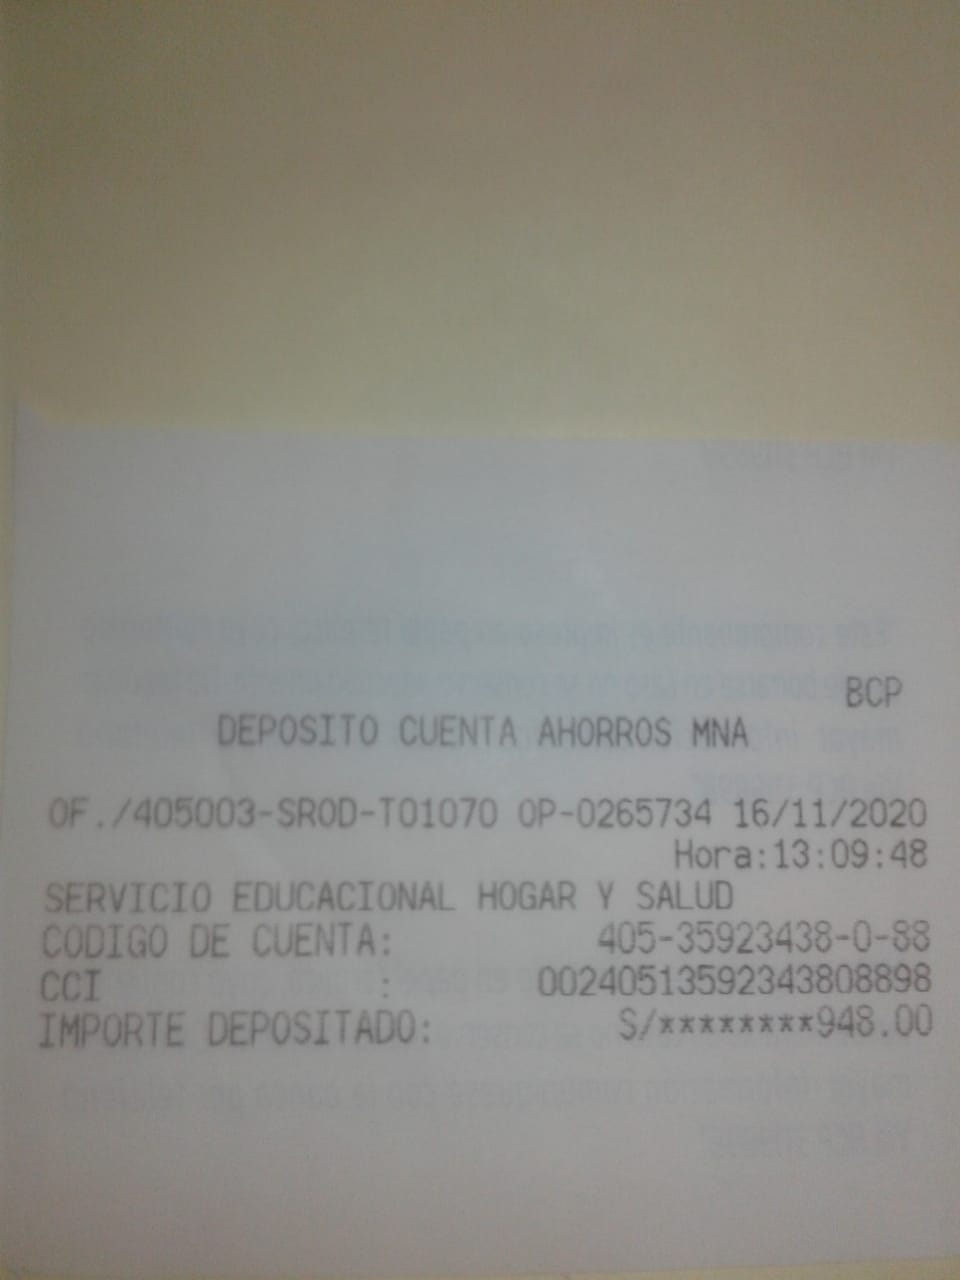 BCP
DEPOSITO CUENTA AHORROS MNA
OF./405003-SROD-T01070 OP-0265734 16/11/2020
Hora:13:09:48
SERVICIO EDUCACIONAL HOGAR Y SALUD
CODIGO DE CUENTA: 405-35923438-0-88
CCI : 00240513592343808898
IMPORTE DEPOSITADO: S/********948.00